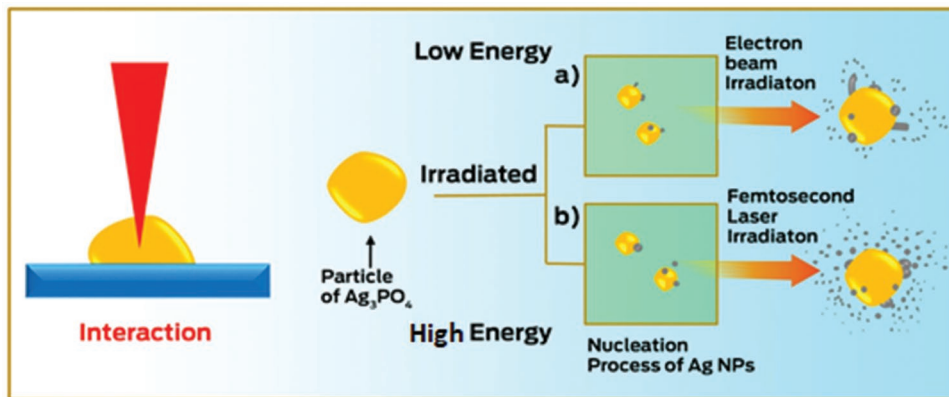 Interaction
Particle
of Ag₃PO₄
Irradiated
Low Energy
High Energy
a)
Electron
beam
Irradiaton
b)
Femtosecond
Laser
Irradiaton
Nucleation
Process of Ag NPs